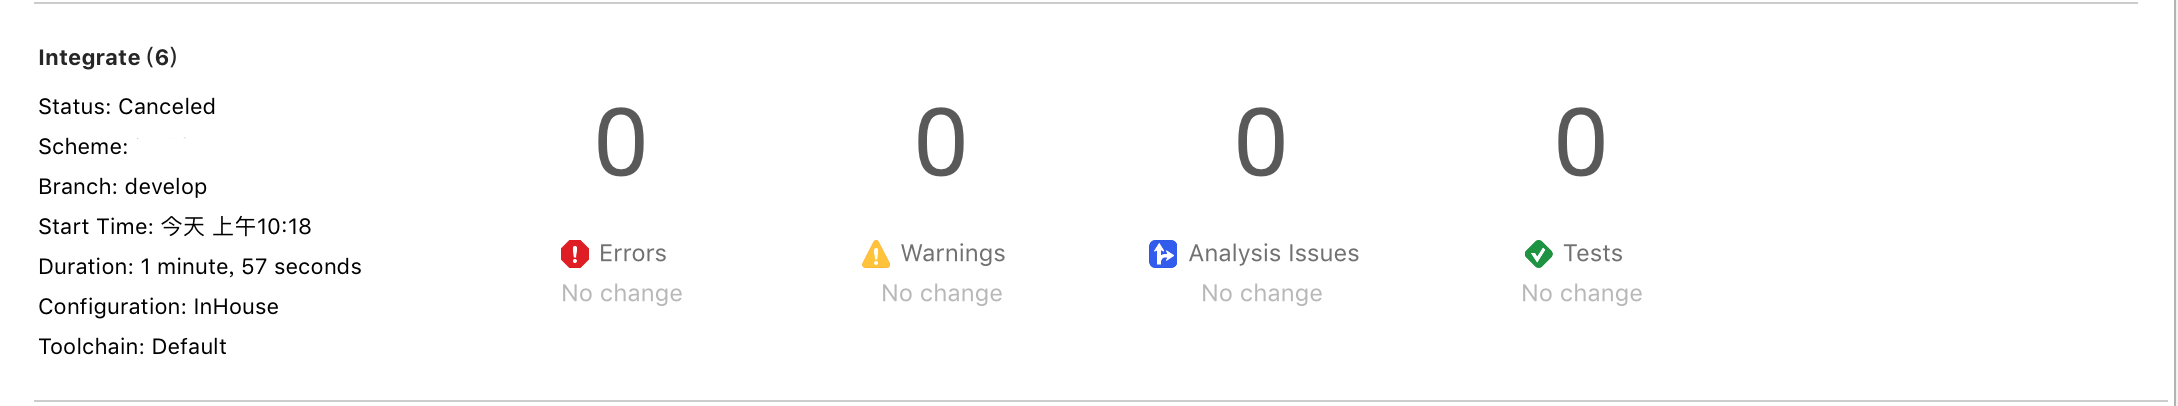 Integrate (6)
Status: Canceled
Scheme:
Branch: develop
Start Time: 今天 上午10:18
Duration: 1 minute, 57 seconds
Configuration: InHouse
Toolchain: Default
0
Errors
No change
0
Warnings
No change
0
Analysis Issues
No change
0
Tests
No change